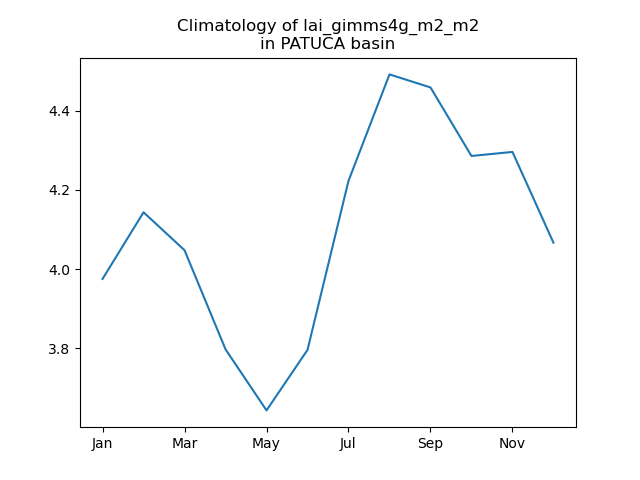 Climatology of lai_gimms4g_m2_m2
in PATUCA basin
4.4
4.2
4.0
3.8
Jan
Mar
May
Jul
Sep
Nov